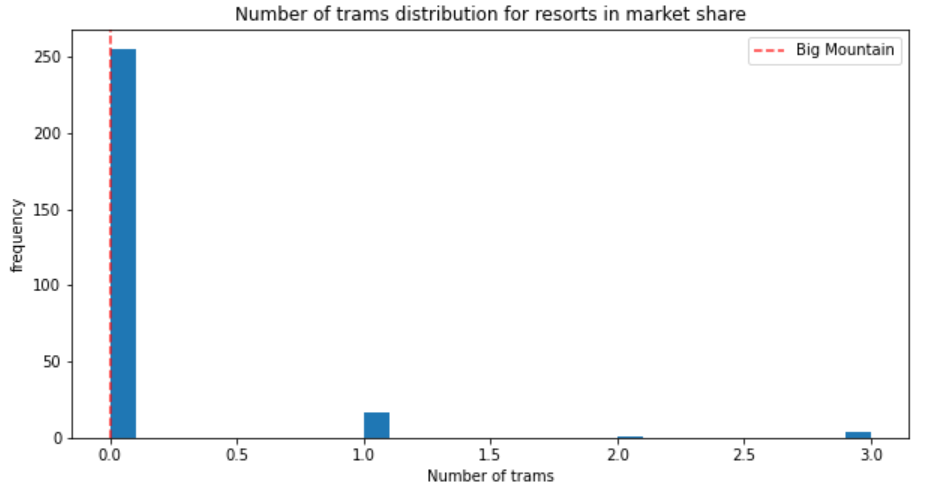 Number of trams distribution for resorts in market share
Big Mountain
250
200
150
100
50
0
frequency
0.0 0.5 1.0 1.5 2.0 2.5 3.0
Number of trams